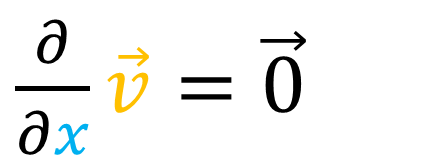 ∂/∂x v⃗ = 0⃗